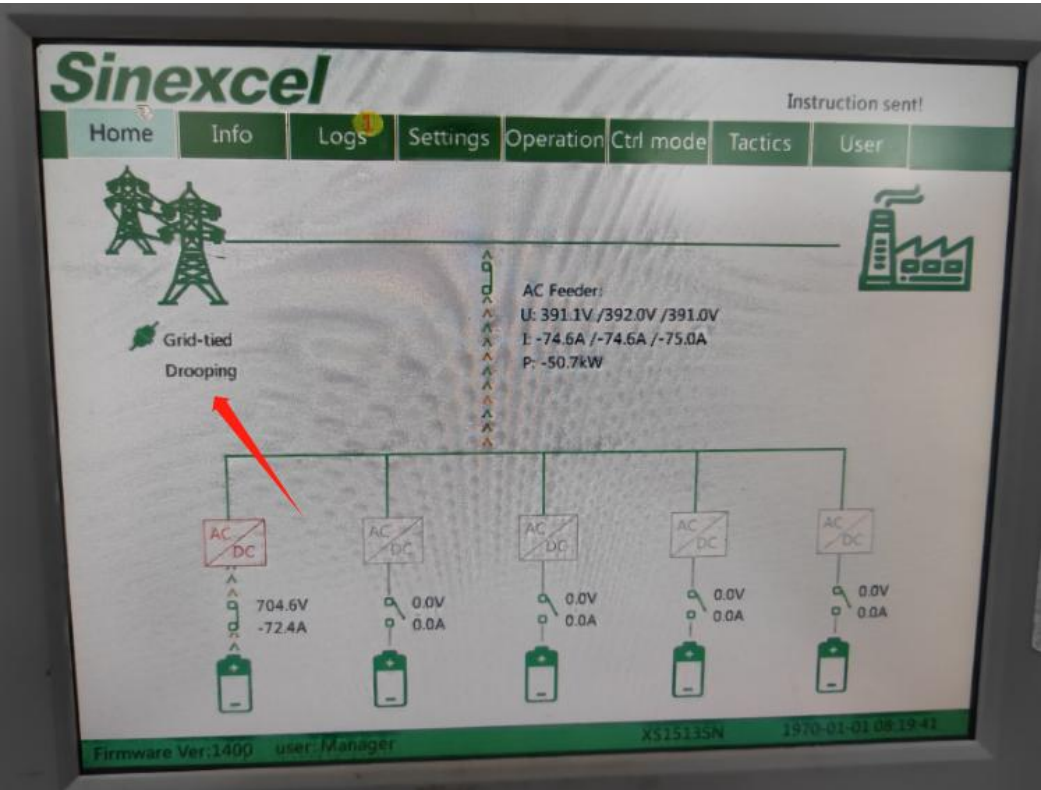 Sinexcel
Instruction sent!
Home Info Logs 1 Settings Operation Ctrl mode Tactics User
AC Feeder:
U: 391.1V /392.0V /391.0V
I: -74.6A /-74.6A /-75.0A
P: -50.7kW
Grid-tied
Drooping
AC DC AC DC AC DC AC DC AC DC
704.6V 0.0V 0.0V 0.0V 0.0V
-72.4A 0.0A 0.0A 0.0A 0.0A
Firmware Ver:1400 user: Manager XS1513SN 1970-01-01 08:19:41